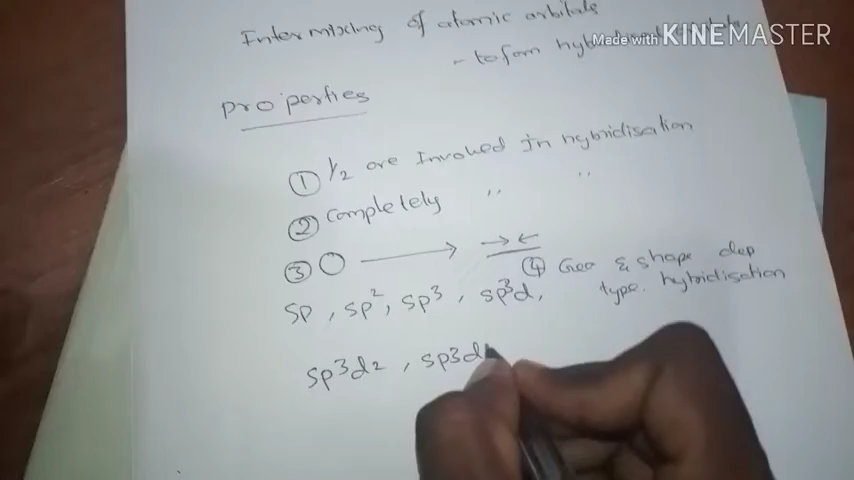 Intermixing of atomic orbitals
Made with KINEMASTER
- to form
Properties
① 1/2 are Invoked in hybridisation
② Completely " "
③ ○ → →←
④ Geo & shape dep
type hybridisation
sp, sp², sp³, sp³d,
sp³d2, sp3d